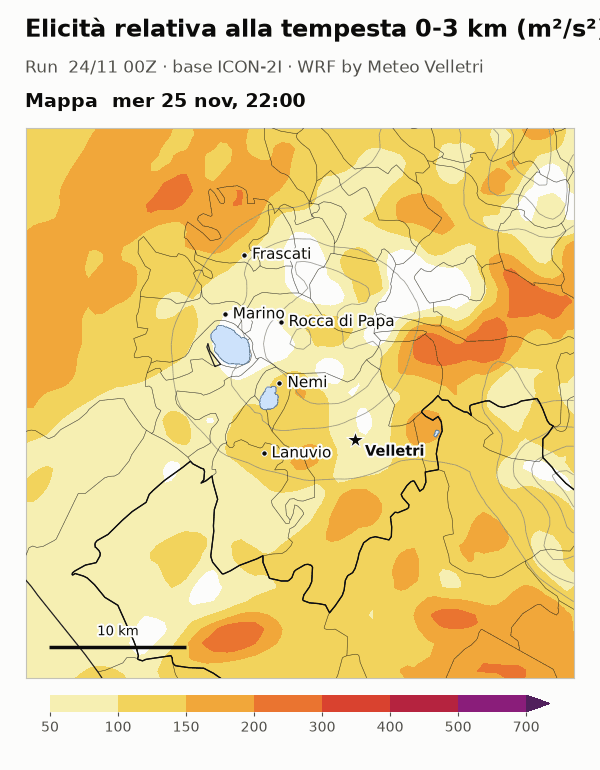 Elicità relativa alla tempesta 0-3 km (m²/s²)
Run  24/11 00Z · base ICON-2I · WRF by Meteo Velletri
Mappa  mer 25 nov, 22:00
Frascati
Marino
Rocca di Papa
Nemi
Lanuvio
Velletri
10 km
50 100 150 200 300 400 500 700